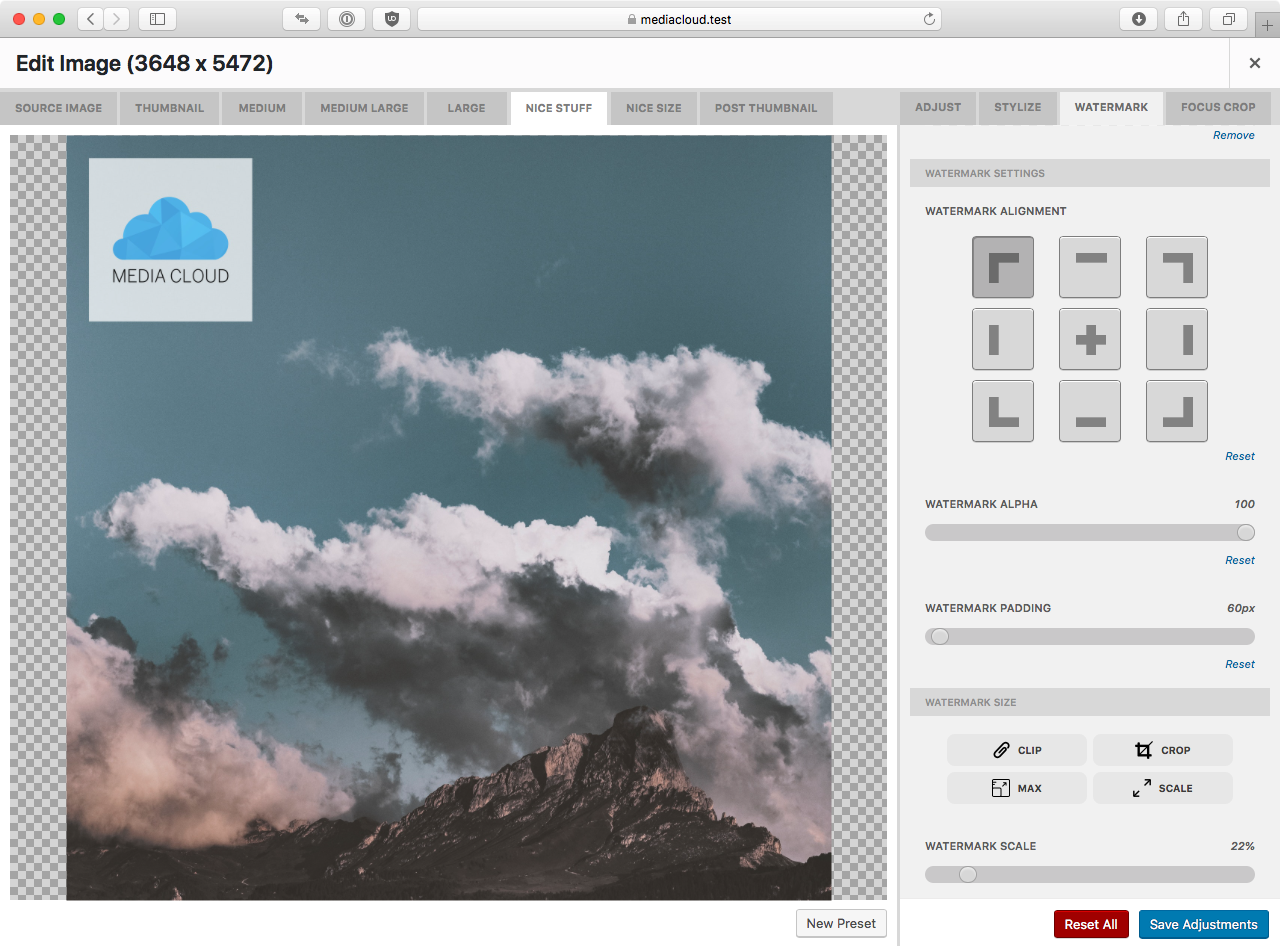 mediacloud.test
Edit Image (3648 x 5472)
SOURCE IMAGE
THUMBNAIL
MEDIUM
MEDIUM LARGE
LARGE
NICE STUFF
NICE SIZE
POST THUMBNAIL
ADJUST
STYLIZE
WATERMARK
FOCUS CROP
MEDIA CLOUD
Remove
WATERMARK SETTINGS
WATERMARK ALIGNMENT
Reset
WATERMARK ALPHA 100
Reset
WATERMARK PADDING 60px
Reset
WATERMARK SIZE
CLIP
CROP
MAX
SCALE
WATERMARK SCALE 22%
New Preset
Reset All
Save Adjustments